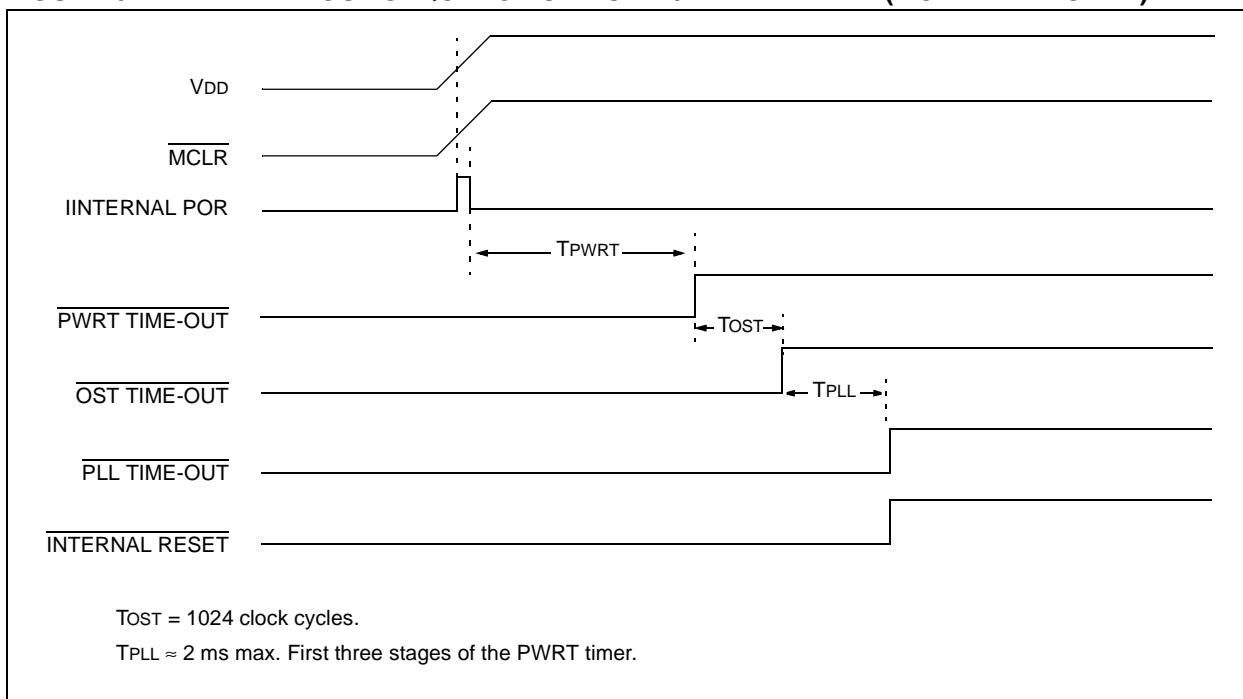 VDD
MCLR
IINTERNAL POR
TPWRT
PWRT TIME-OUT
TOST
OST TIME-OUT
TPLL
PLL TIME-OUT
INTERNAL RESET
TOST = 1024 clock cycles.
TPLL ≈ 2 ms max. First three stages of the PWRT timer.